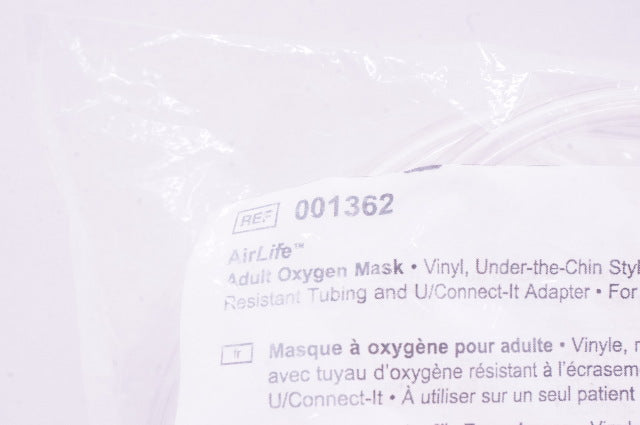 REF 001362
AirLife™
Adult Oxygen Mask • Vinyl, Under-the-Chin Styl
Resistant Tubing and U/Connect-It Adapter • For
fr Masque à oxygène pour adulte • Vinyle, r
avec tuyau d'oxygène résistant à l'écrasem
U/Connect-It • À utiliser sur un seul patient